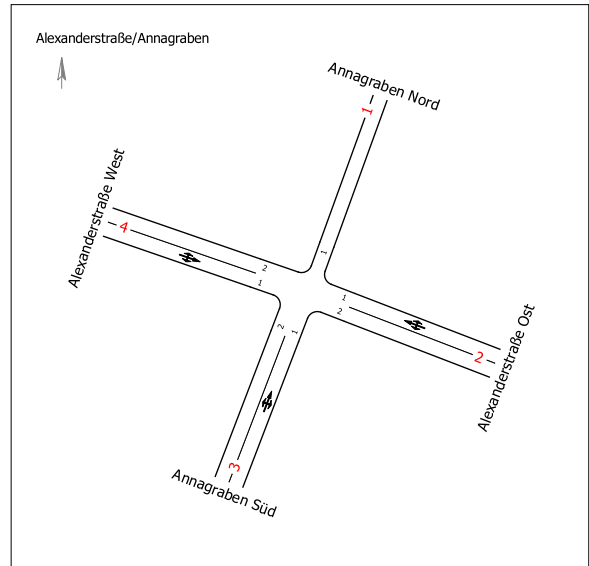 Alexanderstraße/Annagraben
Annagraben Nord
1
1
Alexanderstraße West
4
2
1
1
2
2
Alexanderstraße Ost
2
1
3
Annagraben Süd